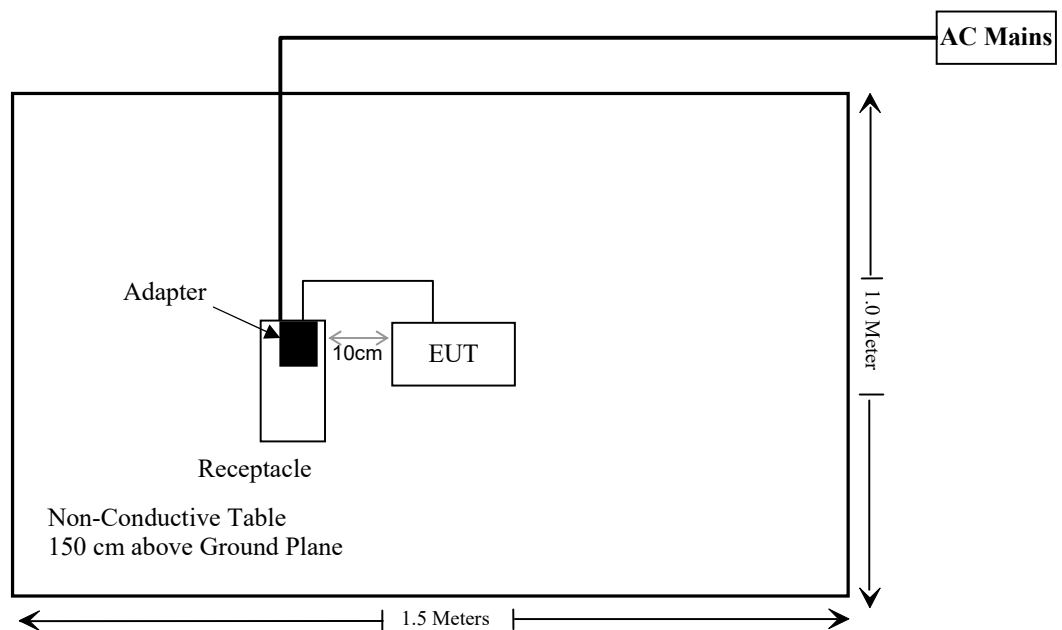 AC Mains
Adapter
10cm
EUT
1.0 Meter
Receptacle
Non-Conductive Table
150 cm above Ground Plane
1.5 Meters